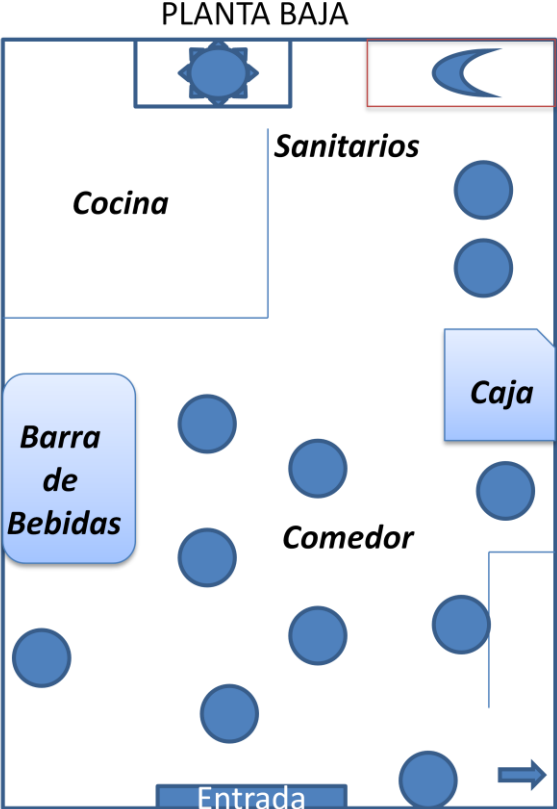 PLANTA BAJA
Sanitarios
Cocina
Caja
Barra
de
Bebidas
Comedor
Entrada